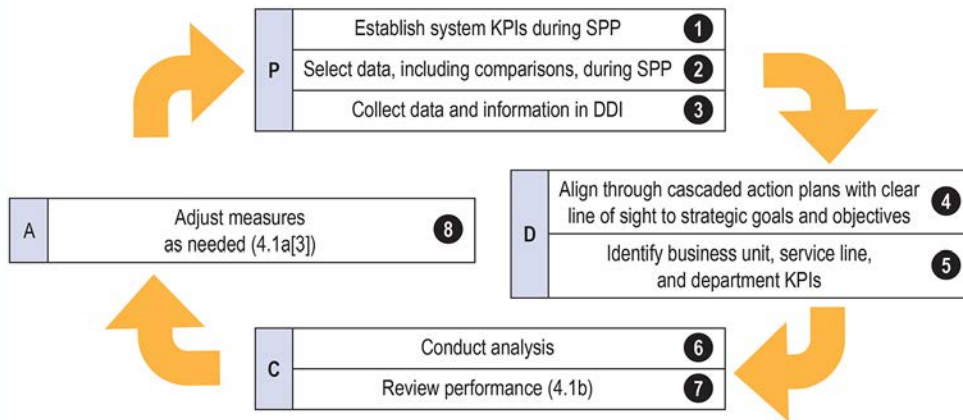 P
Establish system KPIs during SPP 1
Select data, including comparisons, during SPP 2
Collect data and information in DDI 3
D
Align through cascaded action plans with clear
line of sight to strategic goals and objectives 4
Identify business unit, service line,
and department KPIs 5
C
Conduct analysis 6
Review performance (4.1b) 7
A
Adjust measures
as needed (4.1a[3]) 8